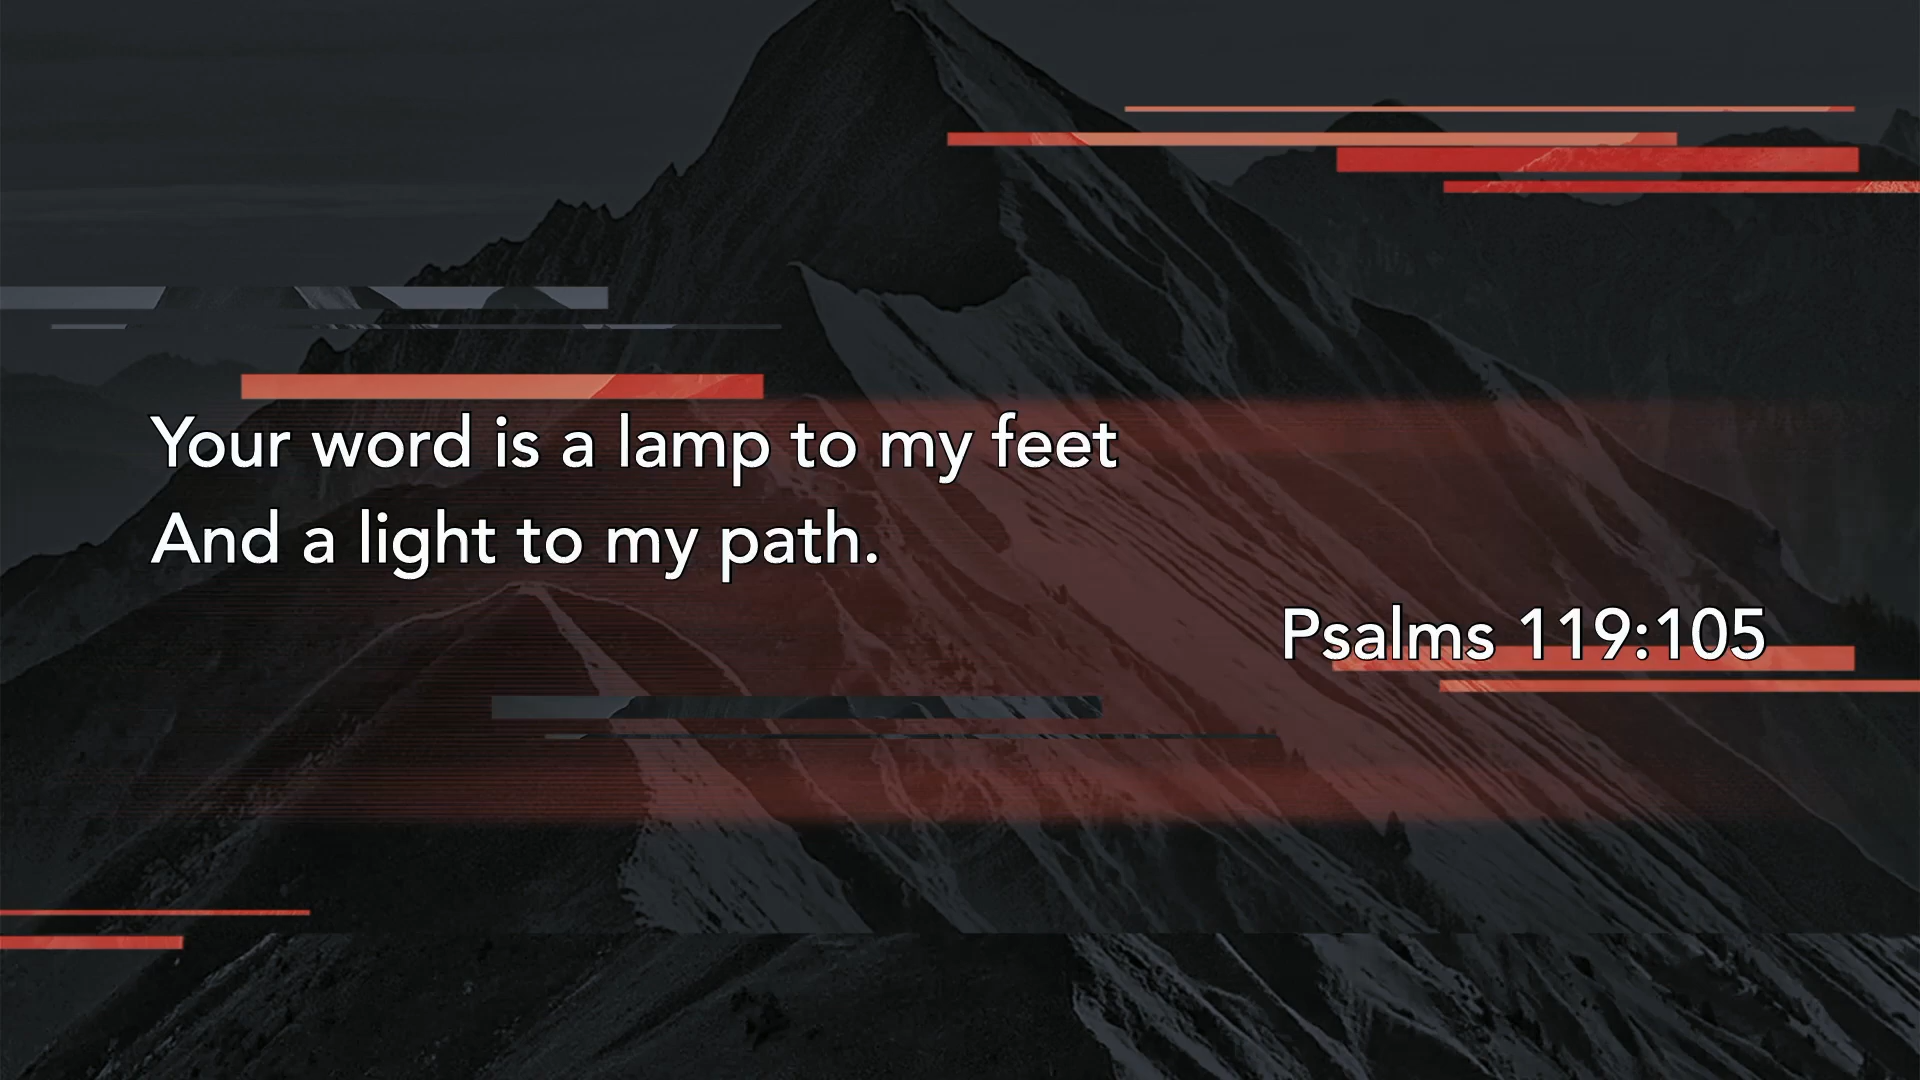 Your word is a lamp to my feet
And a light to my path.
Psalms 119:105